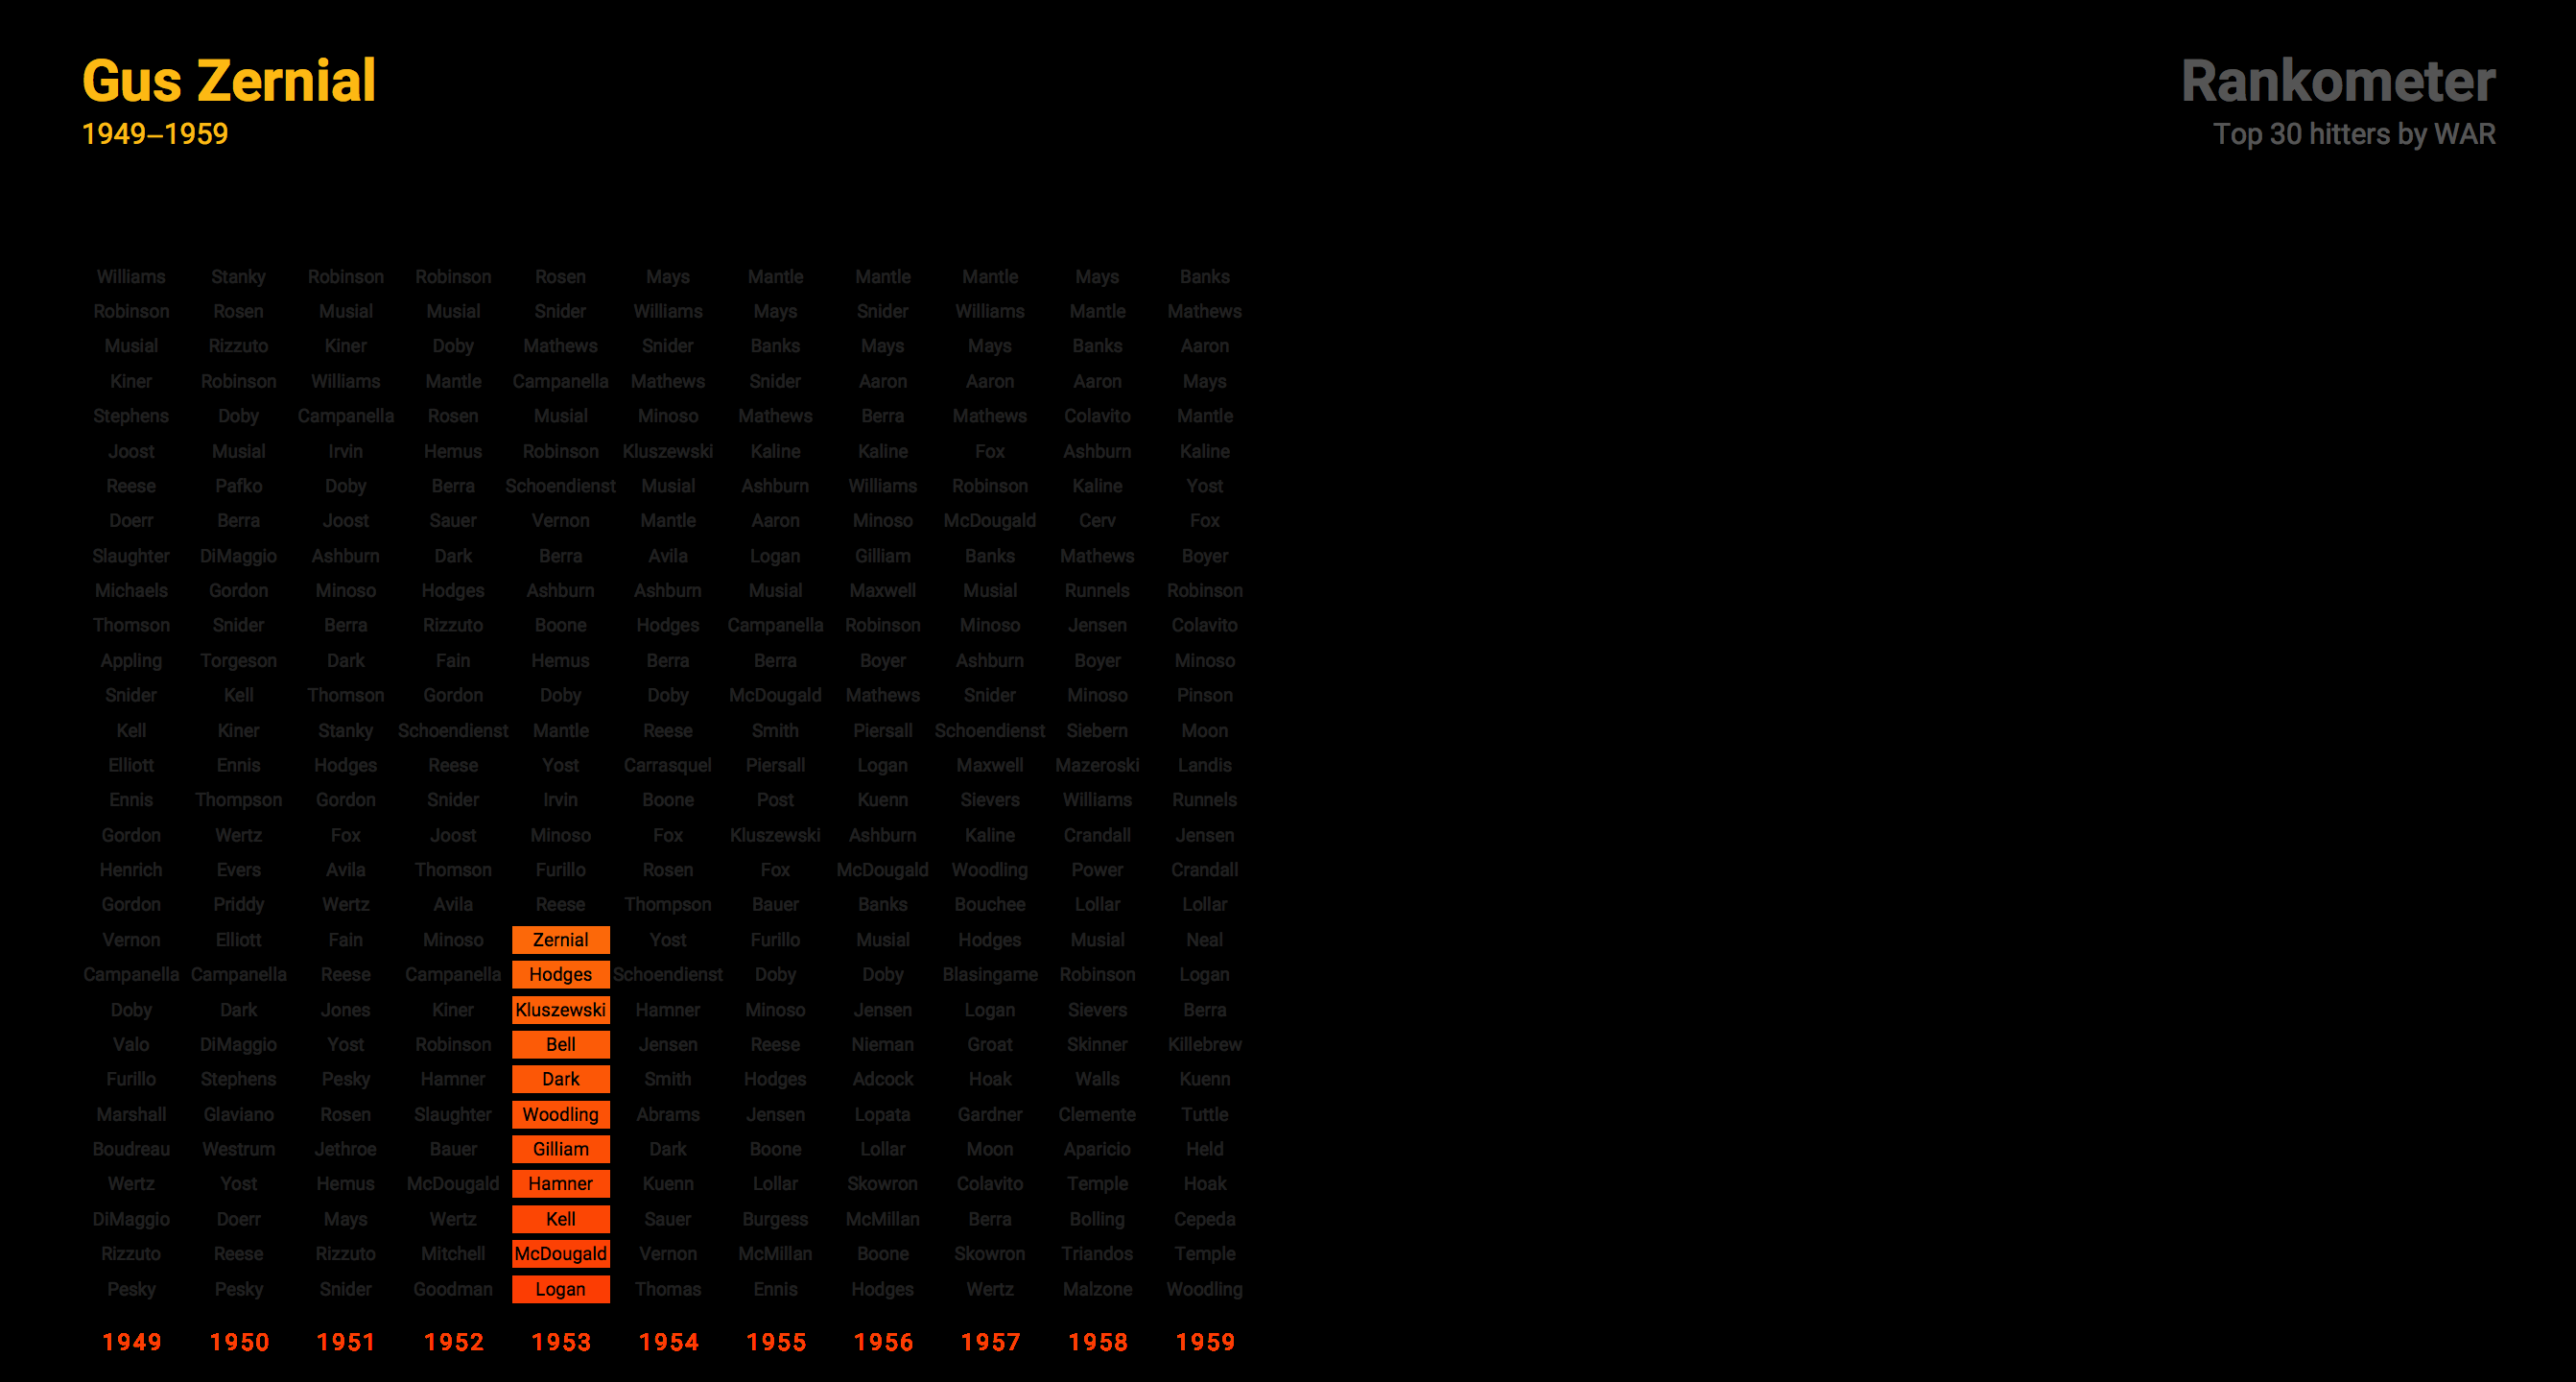 Gus Zernial
1949–1959
Rankometer
Top 30 hitters by WAR
Williams Stanky Robinson Robinson Rosen Mays Mantle Mantle Mantle Mays Banks
Robinson Rosen Musial Musial Snider Williams Mays Snider Williams Mantle Mathews
Musial Rizzuto Kiner Doby Mathews Snider Banks Mays Mays Banks Aaron
Kiner Robinson Williams Mantle Campanella Mathews Snider Aaron Aaron Aaron Mays
Stephens Doby Campanella Rosen Musial Minoso Mathews Berra Mathews Colavito Mantle
Joost Musial Irvin Hemus Robinson Kluszewski Kaline Kaline Fox Ashburn Kaline
Reese Pafko Doby Berra Schoendienst Musial Ashburn Williams Robinson Kaline Yost
Doerr Berra Joost Sauer Vernon Mantle Aaron Minoso McDougald Cerv Fox
Slaughter DiMaggio Ashburn Dark Berra Avila Logan Gilliam Banks Mathews Boyer
Michaels Gordon Minoso Hodges Ashburn Ashburn Musial Maxwell Musial Runnels Robinson
Thomson Snider Berra Rizzuto Boone Hodges Campanella Robinson Minoso Jensen Colavito
Appling Torgeson Dark Fain Hemus Berra Berra Boyer Ashburn Boyer Minoso
Snider Kell Thomson Gordon Doby Doby McDougald Mathews Snider Minoso Pinson
Kell Kiner Stanky Schoendienst Mantle Reese Smith Piersall Schoendienst Siebern Moon
Elliott Ennis Hodges Reese Yost Carrasquel Piersall Logan Maxwell Mazeroski Landis
Ennis Thompson Gordon Snider Irvin Boone Post Kuenn Sievers Williams Runnels
Gordon Wertz Fox Joost Minoso Fox Kluszewski Ashburn Kaline Crandall Jensen
Henrich Evers Avila Thomson Furillo Rosen Fox McDougald Woodling Power Crandall
Gordon Priddy Wertz Avila Reese Thompson Bauer Banks Bouchee Lollar Lollar
Vernon Elliott Fain Minoso Zernial Yost Furillo Musial Hodges Musial Neal
Campanella Campanella Reese Campanella Hodges Schoendienst Doby Doby Blasingame Robinson Logan
Doby Dark Jones Kiner Kluszewski Hamner Minoso Jensen Logan Sievers Berra
Valo DiMaggio Yost Robinson Bell Jensen Reese Nieman Groat Skinner Killebrew
Furillo Stephens Pesky Hamner Dark Smith Hodges Adcock Hoak Walls Kuenn
Marshall Glaviano Rosen Slaughter Woodling Abrams Jensen Lopata Gardner Clemente Tuttle
Boudreau Westrum Jethroe Bauer Gilliam Dark Boone Lollar Moon Aparicio Held
Wertz Yost Hemus McDougald Hamner Kuenn Lollar Skowron Colavito Temple Hoak
DiMaggio Doerr Mays Wertz Kell Sauer Burgess McMillan Berra Bolling Cepeda
Rizzuto Reese Rizzuto Mitchell McDougald Vernon McMillan Boone Skowron Triandos Temple
Pesky Pesky Snider Goodman Logan Thomas Ennis Hodges Wertz Malzone Woodling
1949 1950 1951 1952 1953 1954 1955 1956 1957 1958 1959